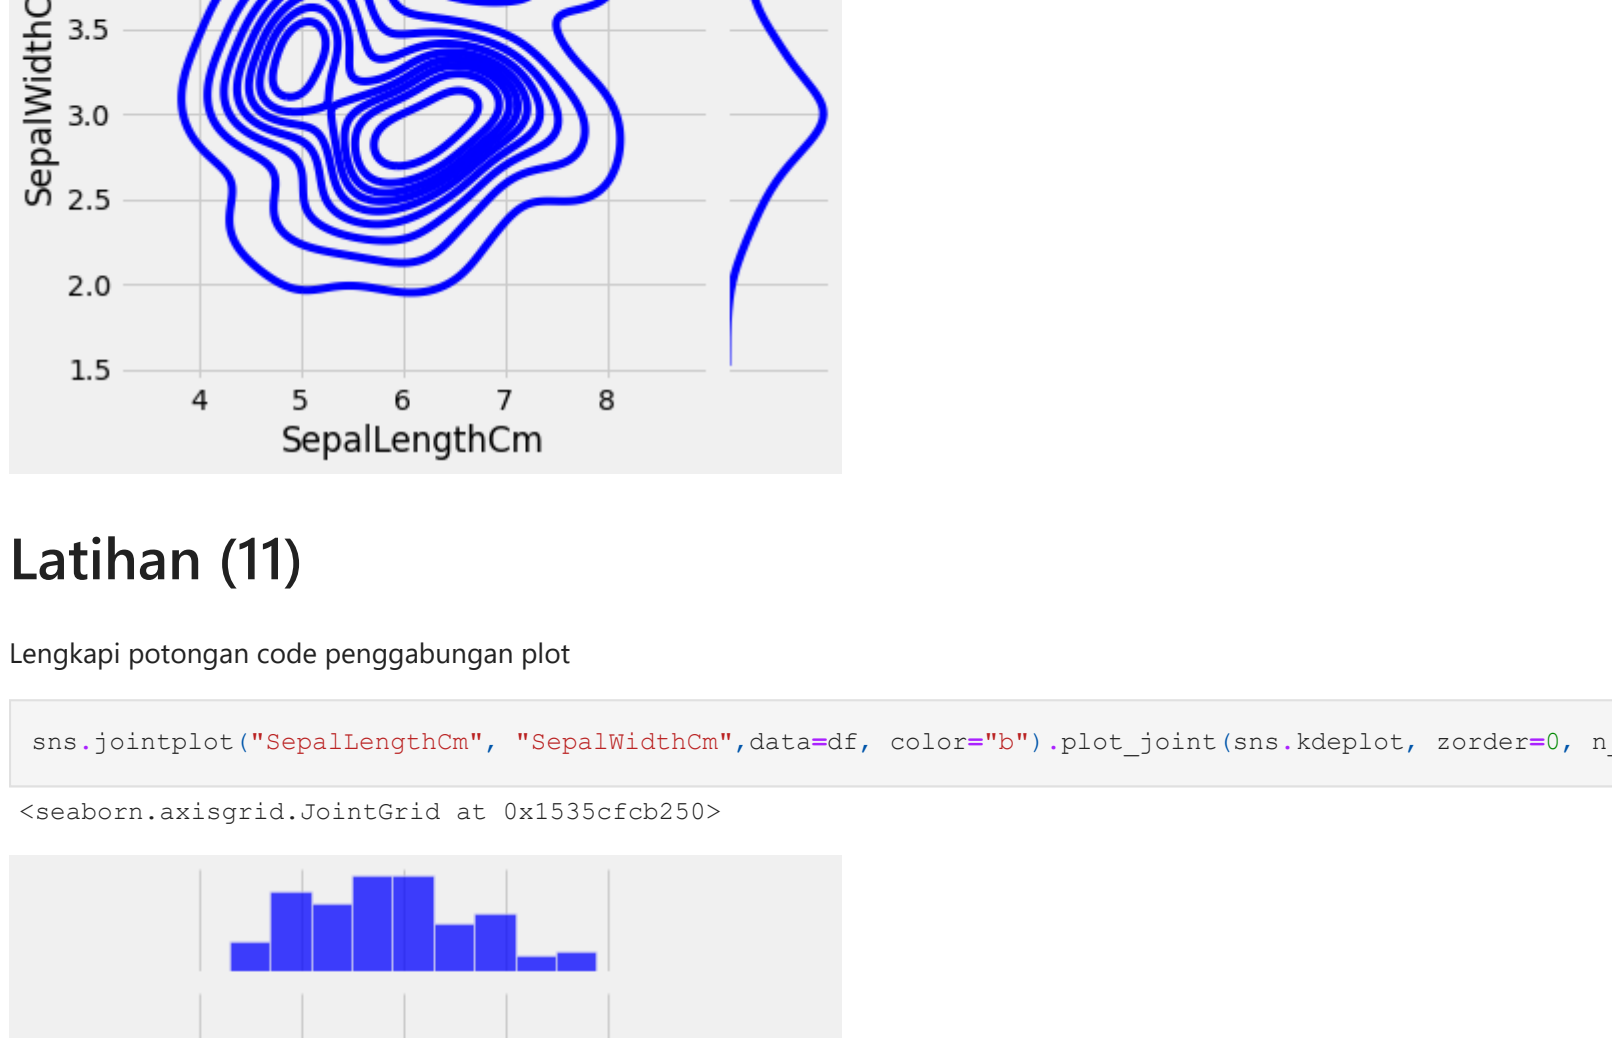 SepalWidthC
3.5
3.0
2.5
2.0
1.5
4 5 6 7 8
SepalLengthCm
Latihan (11)
Lengkapi potongan code penggabungan plot
sns.jointplot("SepalLengthCm", "SepalWidthCm",data=df, color="b").plot_joint(sns.kdeplot, zorder=0, n_
<seaborn.axisgrid.JointGrid at 0x1535cfcb250>